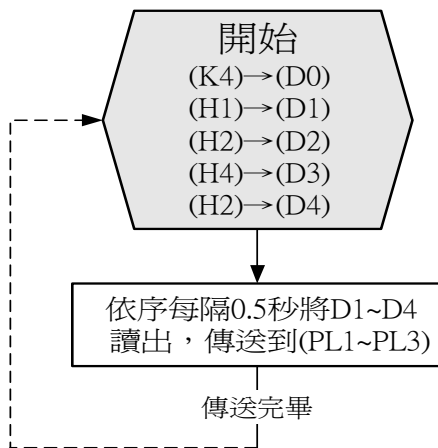 開始
(K4)→(D0)
(H1)→(D1)
(H2)→(D2)
(H4)→(D3)
(H2)→(D4)
依序每隔0.5秒將D1~D4
讀出，傳送到(PL1~PL3)
傳送完畢